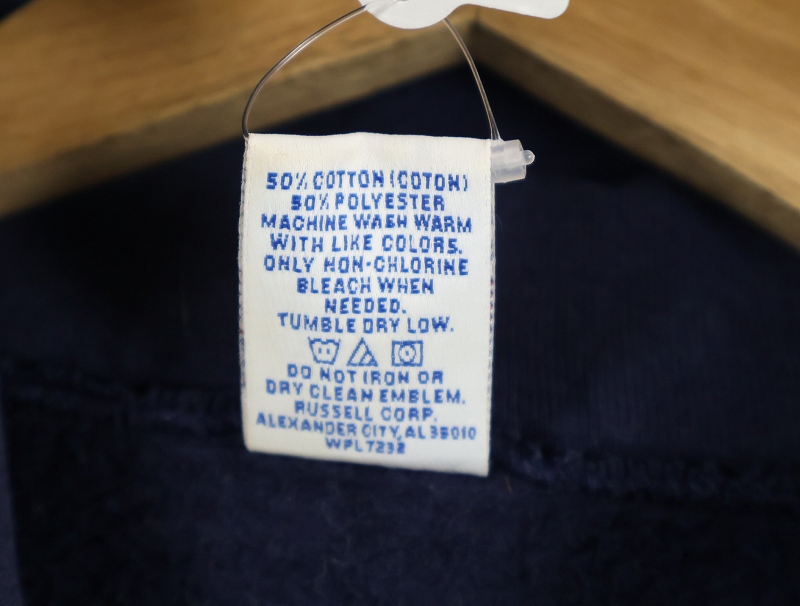 50% COTTON (COTON)
50% POLYESTER
MACHINE WASH WARM
WITH LIKE COLORS.
ONLY NON-CHLORINE
BLEACH WHEN
NEEDED.
TUMBLE DRY LOW.
DO NOT IRON OR
DRY CLEAN EMBLEM.
RUSSELL CORP.
ALEXANDER CITY, AL 35010
WPL 7238